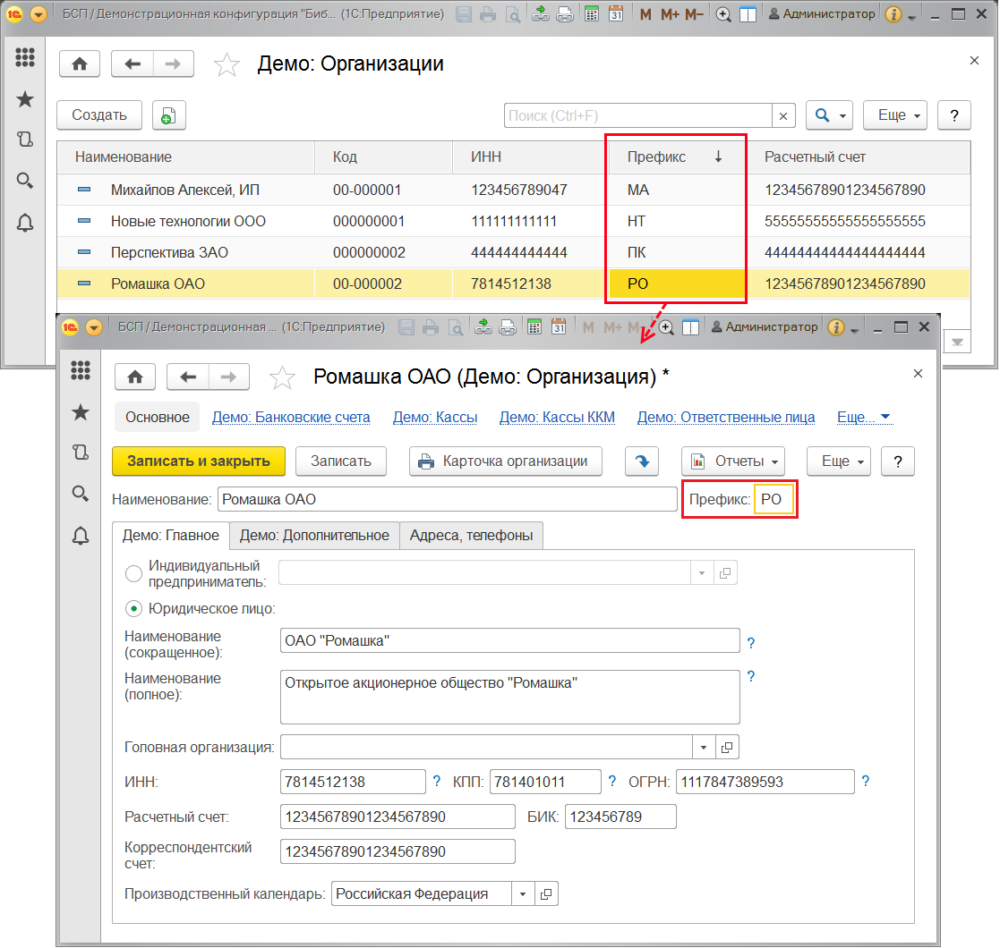 БСП / Демонстрационная конфигурация "Биб... (1С:Предприятие) 31 M M+ M- Администратор
Демо: Организации
Создать Поиск (Ctrl+F) Еще ?
Наименование Код ИНН Префикс ↓ Расчетный счет
Михайлов Алексей, ИП 00-000001 123456789047 МА 12345678901234567890
Новые технологии ООО 000000001 111111111111 НТ 55555555555555555555
Перспектива ЗАО 000000002 444444444444 ПК 44444444444444444444
Ромашка ОАО 00-000002 7814512138 РО 12345678901234567890
БСП / Демонстрационная ... (1С:Предприятие) 31 M M+ Администратор
Ромашка ОАО (Демо: Организация) *
Основное Демо: Банковские счета Демо: Кассы Демо: Кассы ККМ Демо: Ответственные лица Еще...
Записать и закрыть Записать Карточка организации Отчеты Еще ?
Наименование: Ромашка ОАО Префикс: РО
Демо: Главное Демо: Дополнительное Адреса, телефоны
Индивидуальный
предприниматель:
Юридическое лицо:
Наименование
(сокращенное): ОАО "Ромашка" ?
Наименование
(полное): Открытое акционерное общество "Ромашка" ?
Головная организация:
ИНН: 7814512138 ? КПП: 781401011 ? ОГРН: 1117847389593 ?
Расчетный счет: 12345678901234567890 БИК: 123456789
Корреспондентский
счет: 12345678901234567890
Производственный календарь: Российская Федерация